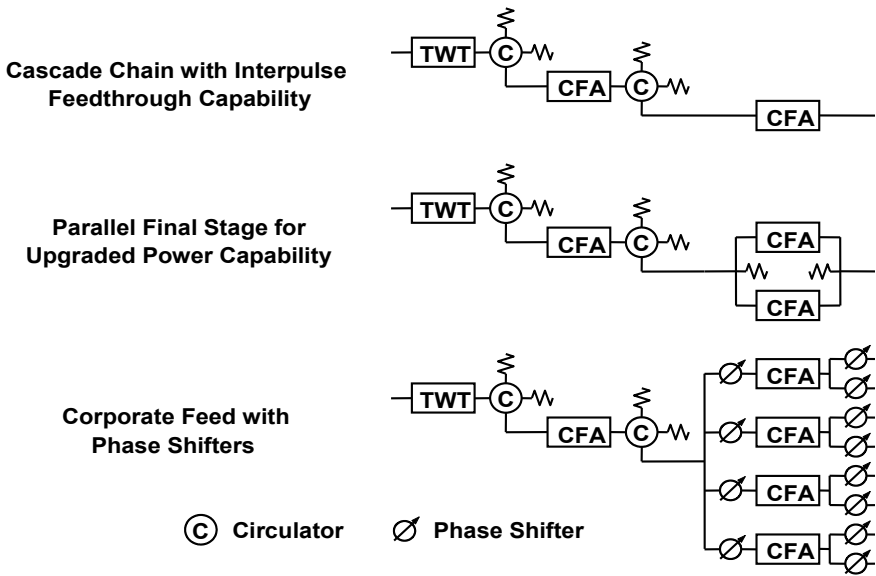 TWT C
Cascade Chain with Interpulse
Feedthrough Capability
CFA C
CFA
TWT C
Parallel Final Stage for
Upgraded Power Capability
CFA C
CFA
CFA
TWT C
Corporate Feed with
Phase Shifters
CFA C
CFA
CFA
CFA
CFA
C Circulator
Phase Shifter